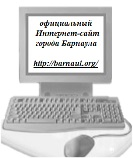 официальный
Интернет-сайт
города Барнаула
http://barnaul.org/